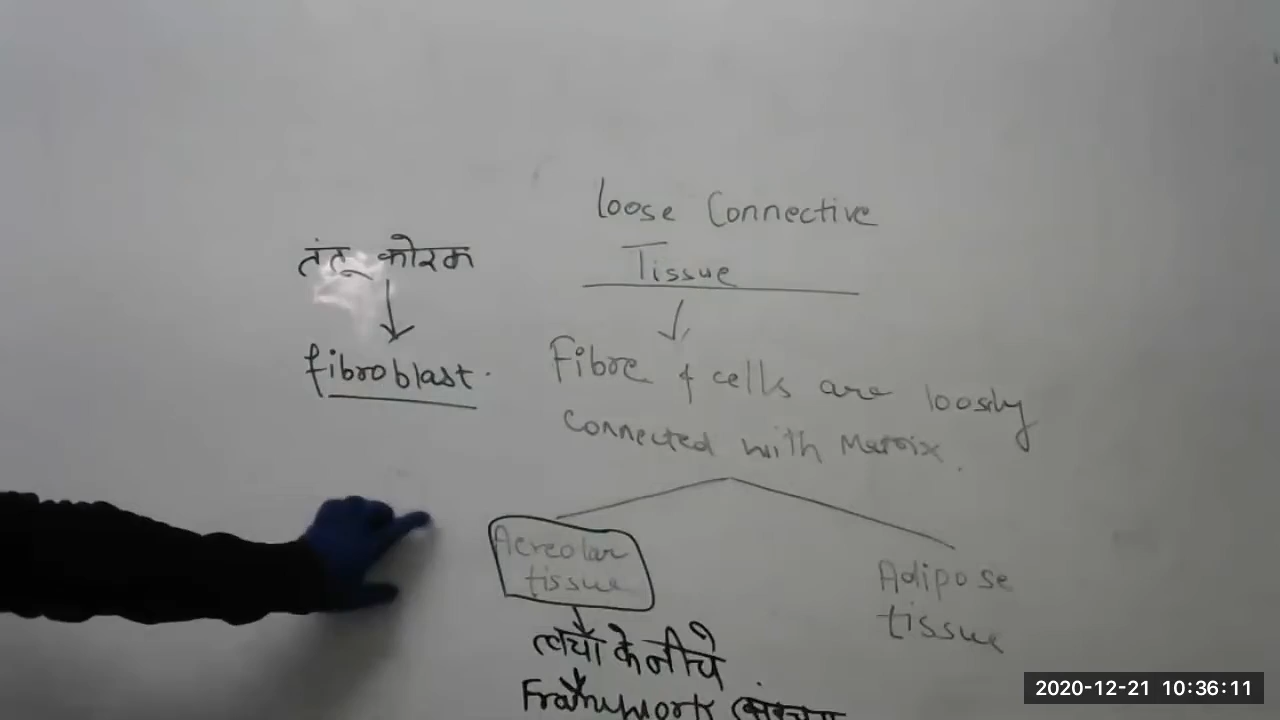 loose Connective
Tissue
तंतू कोरक
fibroblast.
Fibre & cells are loosly
connected with Matrix.
Acreolar
tissue
Adipose
tissue
त्वचा के नीचे
Framework
2020-12-21 10:36:11